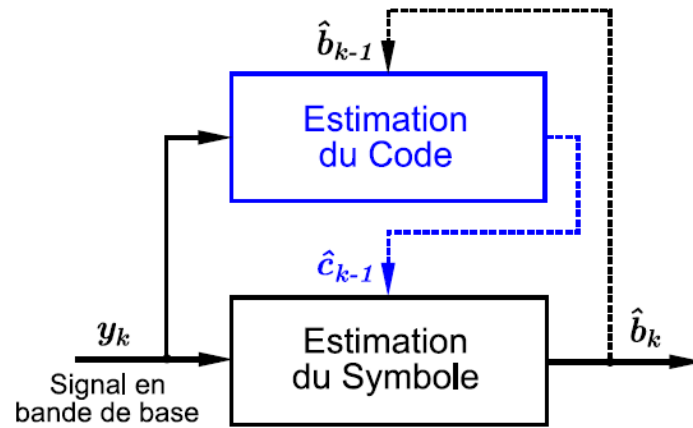 b̂ₖ₋₁
Estimation
du Code
ĉₖ₋₁
yₖ
Estimation
du Symbole
b̂ₖ
Signal en
bande de base